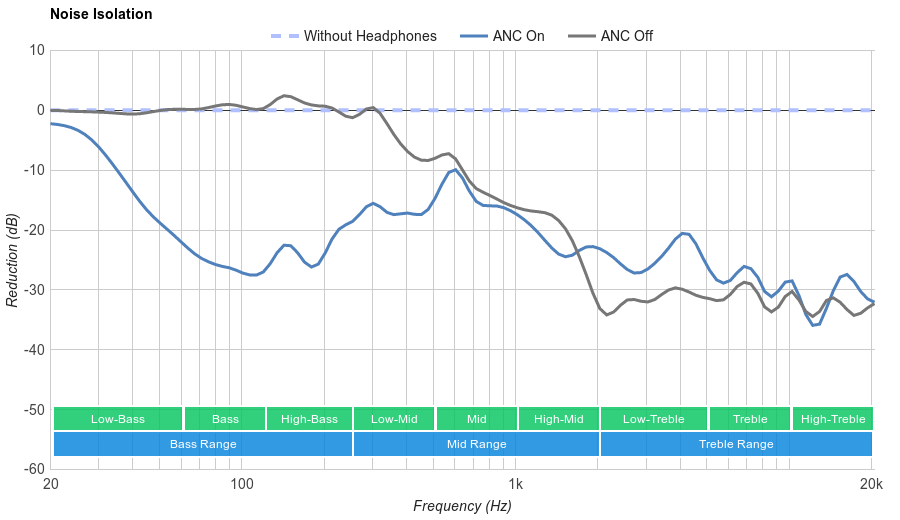 Noise Isolation
Without Headphones ANC On ANC Off
10
0
-10
-20
-30
-40
-50
-60
Reduction (dB)
Low-Bass Bass High-Bass Low-Mid Mid High-Mid Low-Treble Treble High-Treble
Bass Range Mid Range Treble Range
20 100 1k 20k
Frequency (Hz)